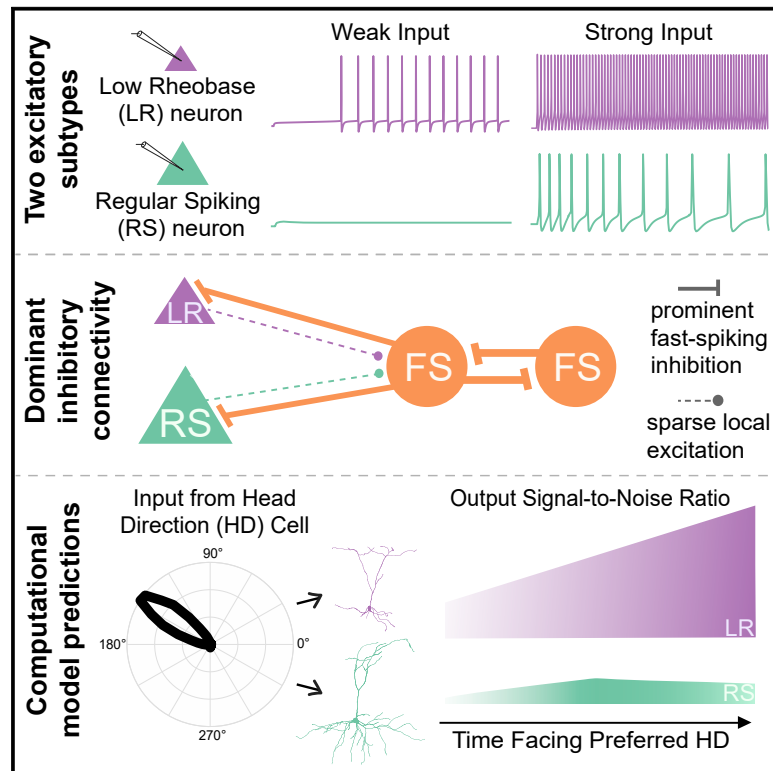 Two excitatory
subtypes
Weak Input
Strong Input
Low Rheobase
(LR) neuron
Regular Spiking
(RS) neuron
Dominant
inhibitory
connectivity
LR
RS
FS
FS
prominent
fast-spiking
inhibition
sparse local
excitation
Computational
model predictions
Input from Head
Direction (HD) Cell
90°
180°
0°
270°
Output Signal-to-Noise Ratio
LR
RS
Time Facing Preferred HD